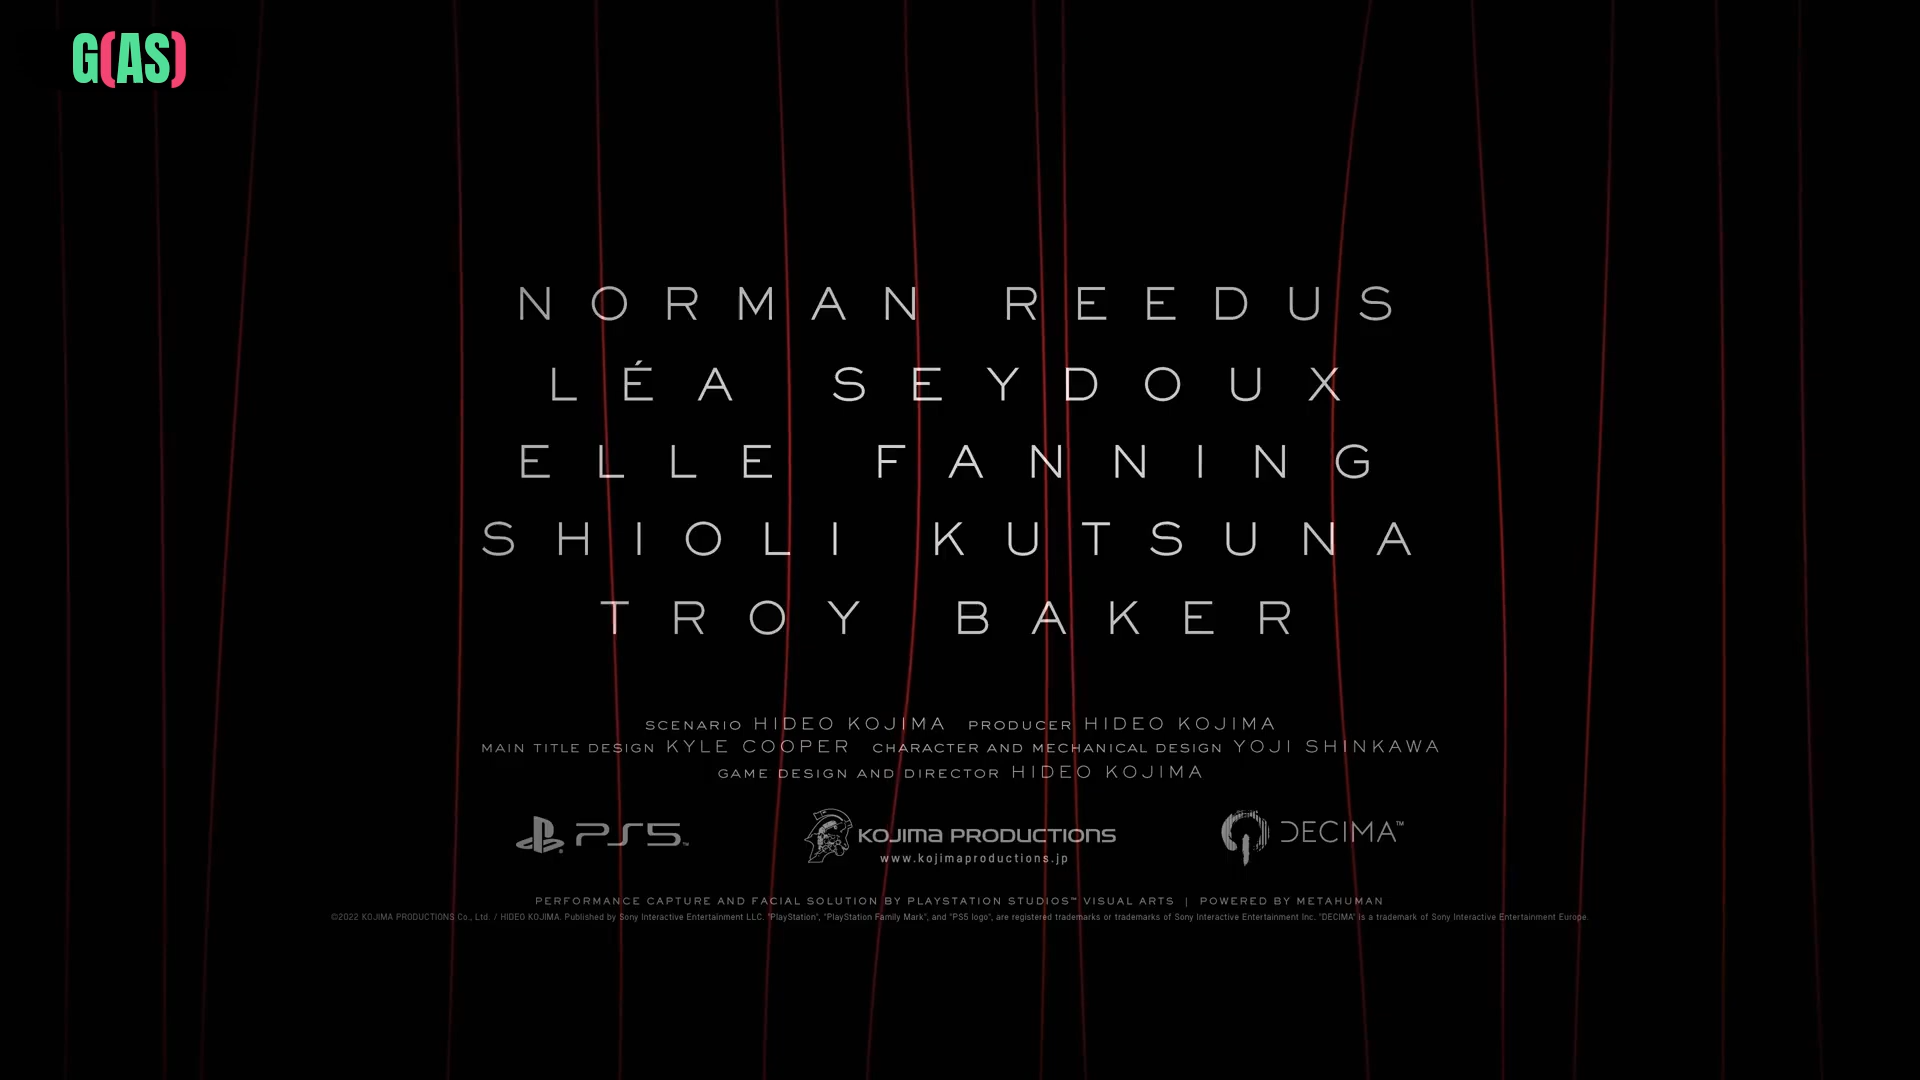 G(AS)
NORMAN REEDUS
LÉA SEYDOUX
ELLE FANNING
SHIOLI KUTSUNA
TROY BAKER
SCENARIO HIDEO KOJIMA PRODUCER HIDEO KOJIMA
MAIN TITLE DESIGN KYLE COOPER CHARACTER AND MECHANICAL DESIGN YOJI SHINKAWA
GAME DESIGN AND DIRECTOR HIDEO KOJIMA
PS5™ KOJIMA PRODUCTIONS DECIMA™
www.kojimaproductions.jp
PERFORMANCE CAPTURE AND FACIAL SOLUTION BY PLAYSTATION STUDIOS™ VISUAL ARTS | POWERED BY METAHUMAN
©2022 KOJIMA PRODUCTIONS Co., Ltd. / HIDEO KOJIMA. Published by Sony Interactive Entertainment LLC. "PlayStation", "PlayStation Family Mark", and "PS5 logo", are registered trademarks or trademarks of Sony Interactive Entertainment Inc. "DECIMA" is a trademark of Sony Interactive Entertainment Europe.